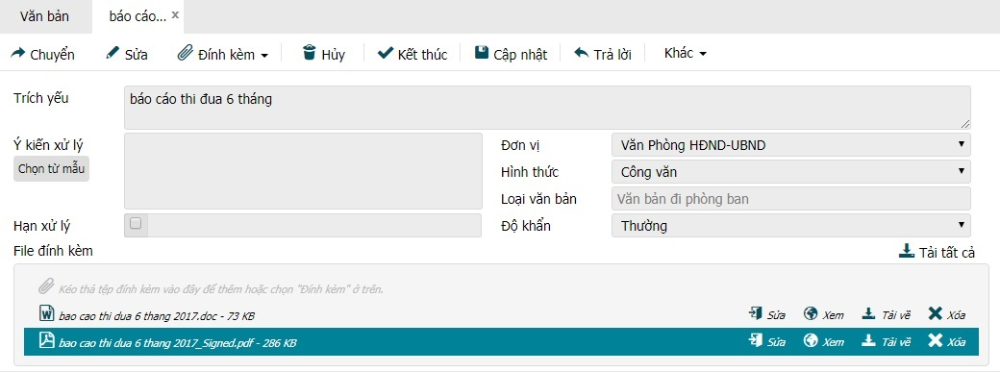 Văn bản báo cáo... x
Chuyển Sửa Đính kèm Hủy Kết thúc Cập nhật Trả lời Khác
Trích yếu báo cáo thi đua 6 tháng
Ý kiến xử lý Đơn vị Văn Phòng HĐND-UBND
Chọn từ mẫu Hình thức Công văn
Loại văn bản Văn bản đi phòng ban
Hạn xử lý Độ khẩn Thường
File đính kèm Tải tất cả
Kéo thả tệp đính kèm vào đây để thêm hoặc chọn "Đính kèm" ở trên.
bao cao thi dua 6 thang 2017.doc - 73 KB Sửa Xem Tải về Xóa
bao cao thi dua 6 thang 2017_Signed.pdf - 286 KB Sửa Xem Tải về Xóa